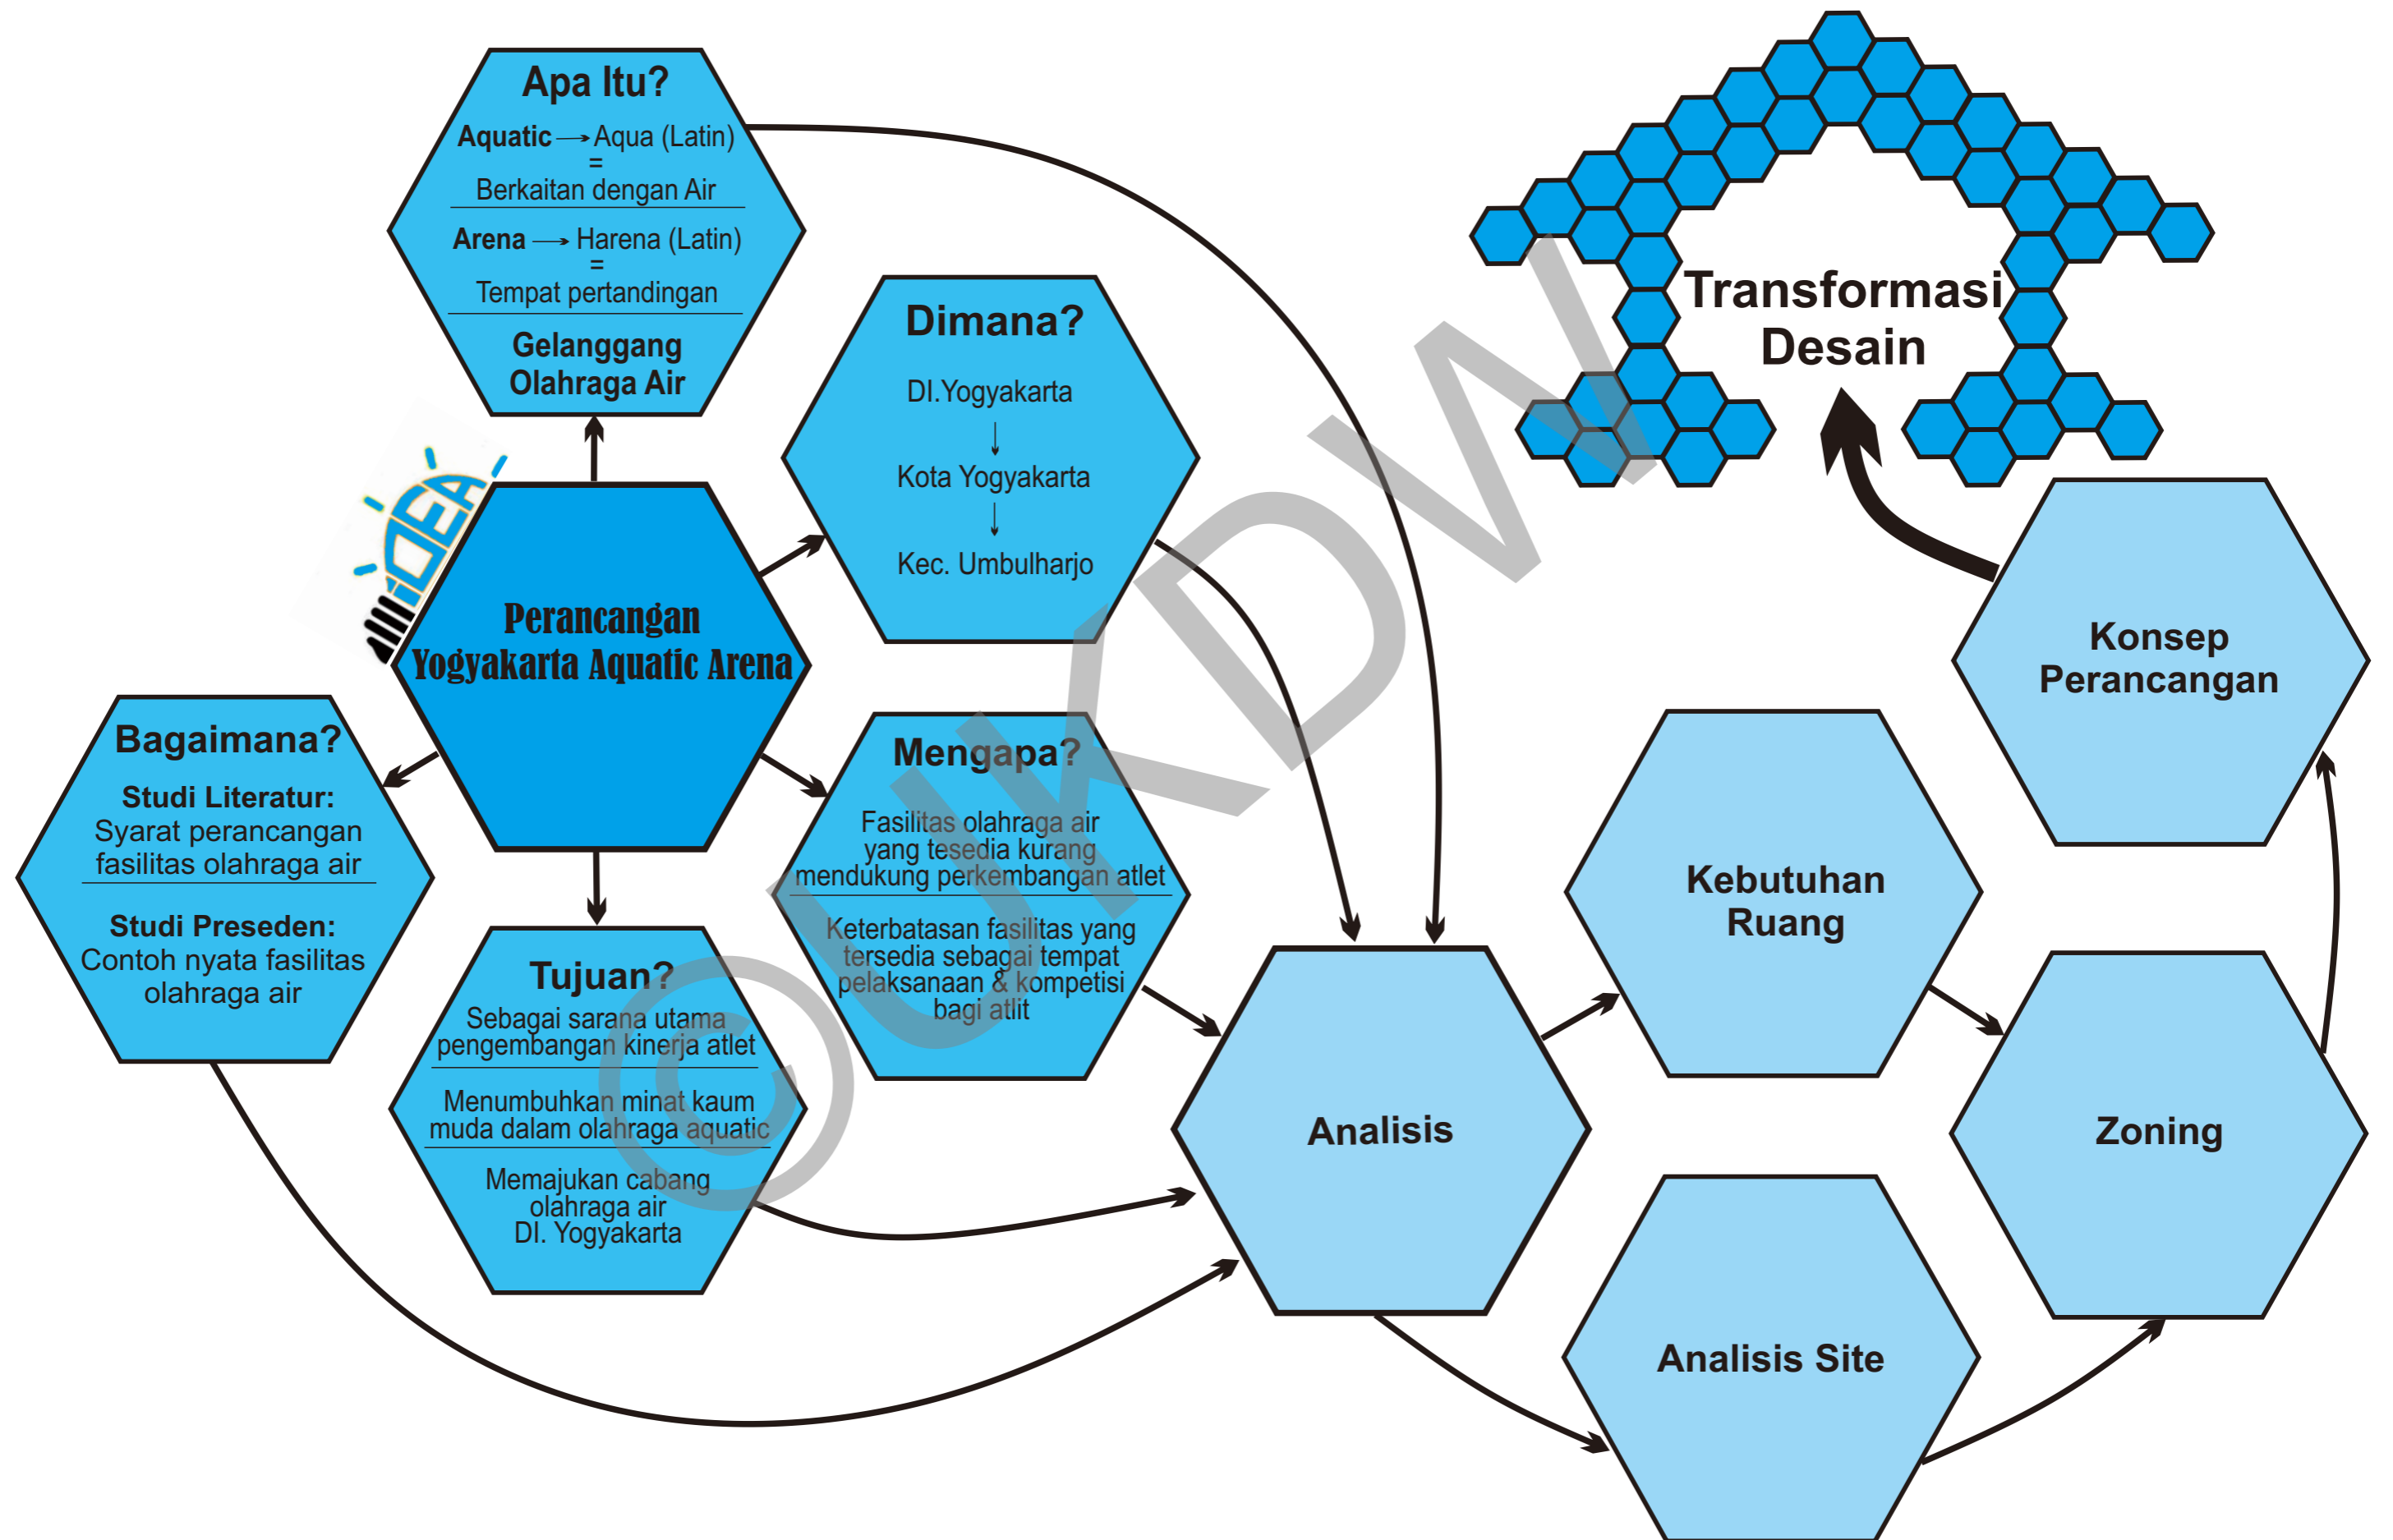 Apa Itu?
Aquatic → Aqua (Latin)
=
Berkaitan dengan Air
Arena → Harena (Latin)
=
Tempat pertandingan
Gelanggang
Olahraga Air
Dimana?
DI.Yogyakarta
↓
Kota Yogyakarta
↓
Kec. Umbulharjo
Transformasi
Desain
iDEA
Perancangan
Yogyakarta Aquatic Arena
Bagaimana?
Studi Literatur:
Syarat perancangan
fasilitas olahraga air
Studi Preseden:
Contoh nyata fasilitas
olahraga air
Mengapa?
Fasilitas olahraga air
yang tesedia kurang
mendukung perkembangan atlet
Keterbatasan fasilitas yang
tersedia sebagai tempat
pelaksanaan & kompetisi
bagi atlit
Tujuan?
Sebagai sarana utama
pengembangan kinerja atlet
Menumbuhkan minat kaum
muda dalam olahraga aquatic
Memajukan cabang
olahraga air
DI. Yogyakarta
Analisis
Kebutuhan
Ruang
Analisis Site
Zoning
Konsep
Perancangan
©UKDW